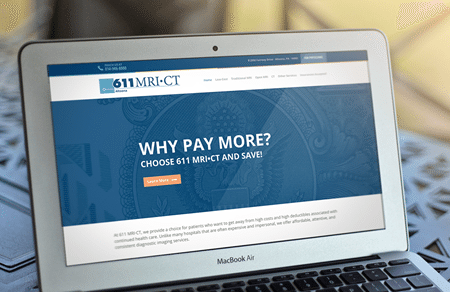 611 MRI•CT
Home
WHY PAY MORE?
CHOOSE 611 MRI•CT AND SAVE!
Learn More
At 611 MRI-CT, we provide a choice for patients who want to get away from high costs and high deductibles associated with
continued health care. Unlike many hospitals that are often expensive and impersonal, we offer affordable, attentive, and
consistent diagnostic imaging services.
MacBook Air